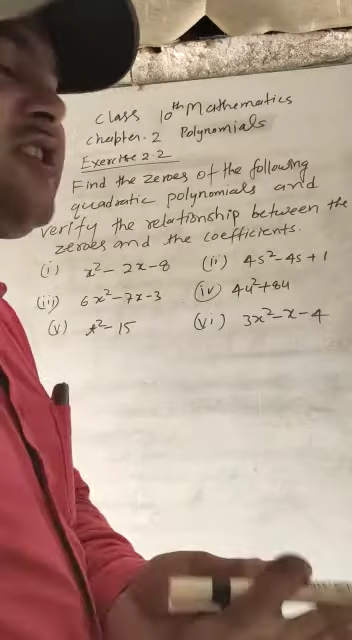 Class 10th Mathematics
chapter. 2 Polynomials
Exercise 2.2
Find the zeroes of the following
quadratic polynomials and
verify the relationship between the
zeroes and the coefficients.
(i) x² - 2x - 8 (ii) 4s² - 4s + 1
(iii) 6x² - 7x - 3 (iv) 4u² + 8u
(v) t² - 15 (vi) 3x² - x - 4